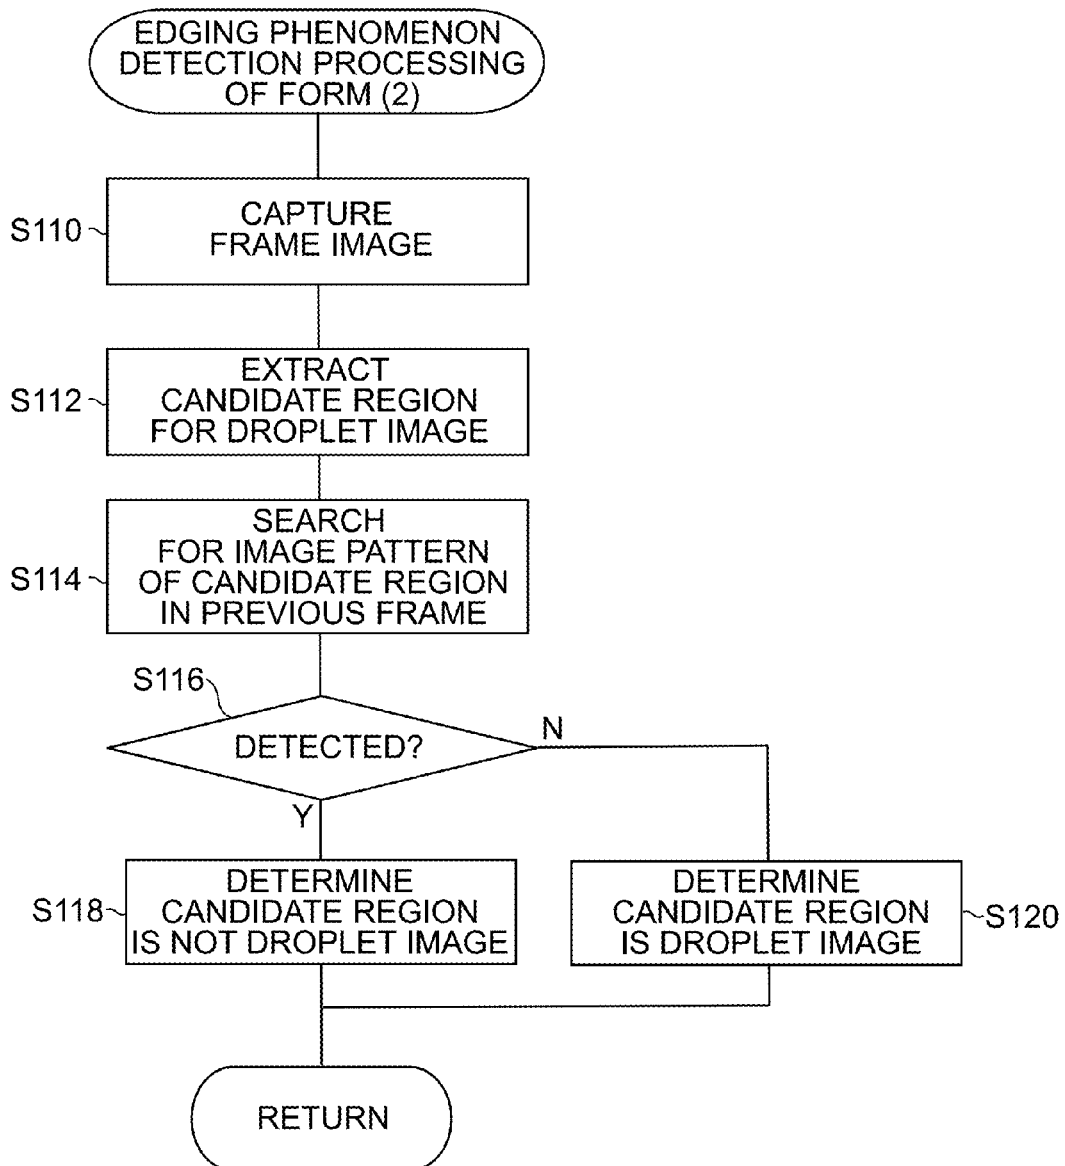 EDGING PHENOMENON
DETECTION PROCESSING
OF FORM (2)
S110
CAPTURE
FRAME IMAGE
S112
EXTRACT
CANDIDATE REGION
FOR DROPLET IMAGE
S114
SEARCH
FOR IMAGE PATTERN
OF CANDIDATE REGION
IN PREVIOUS FRAME
S116
DETECTED?
N
Y
S118
DETERMINE
CANDIDATE REGION
IS NOT DROPLET IMAGE
DETERMINE
CANDIDATE REGION
IS DROPLET IMAGE
S120
RETURN